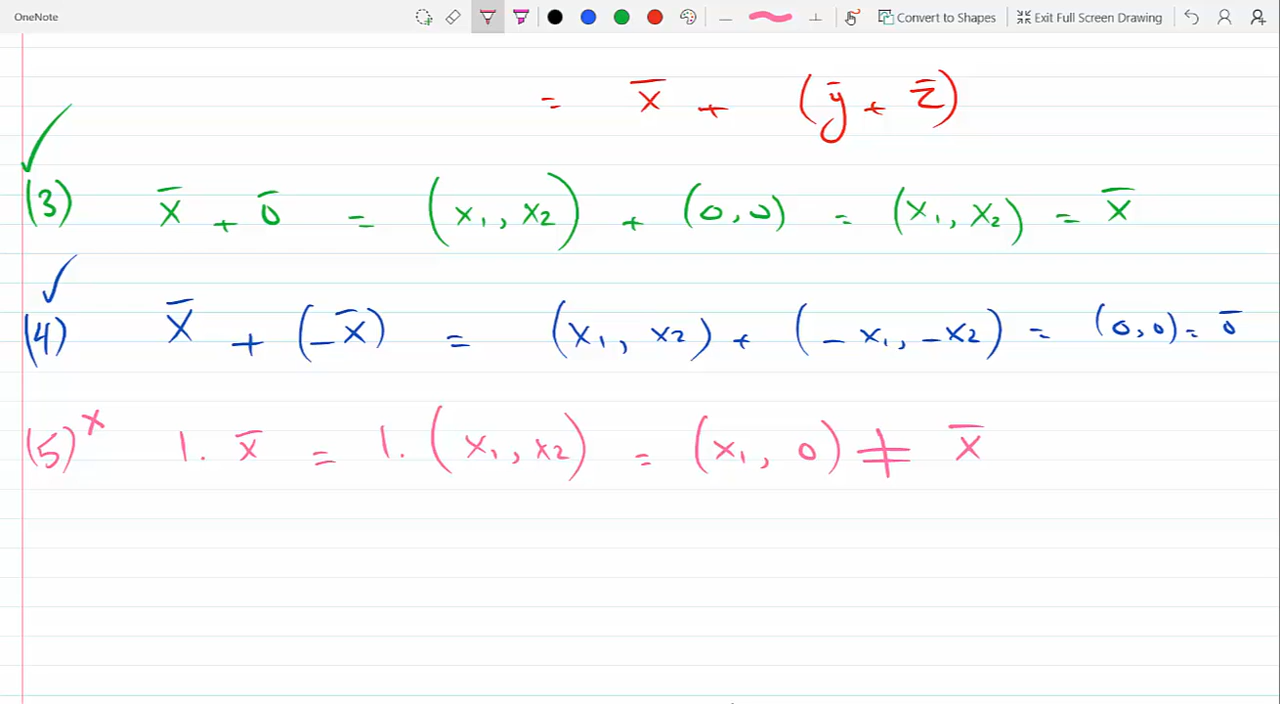 OneNote
Convert to Shapes
Exit Full Screen Drawing
= x̅ + (y̅ + z̅)
✓
(3) x̅ + 0̅ = (x₁, x₂) + (0,0) = (x₁, x₂) = x̅
✓
(4) x̅ + (-x̅) = (x₁, x₂) + (-x₁, -x₂) = (0,0) = 0̅
(5)ˣ 1. x̅ = 1. (x₁, x₂) = (x₁, 0) ≠ x̅